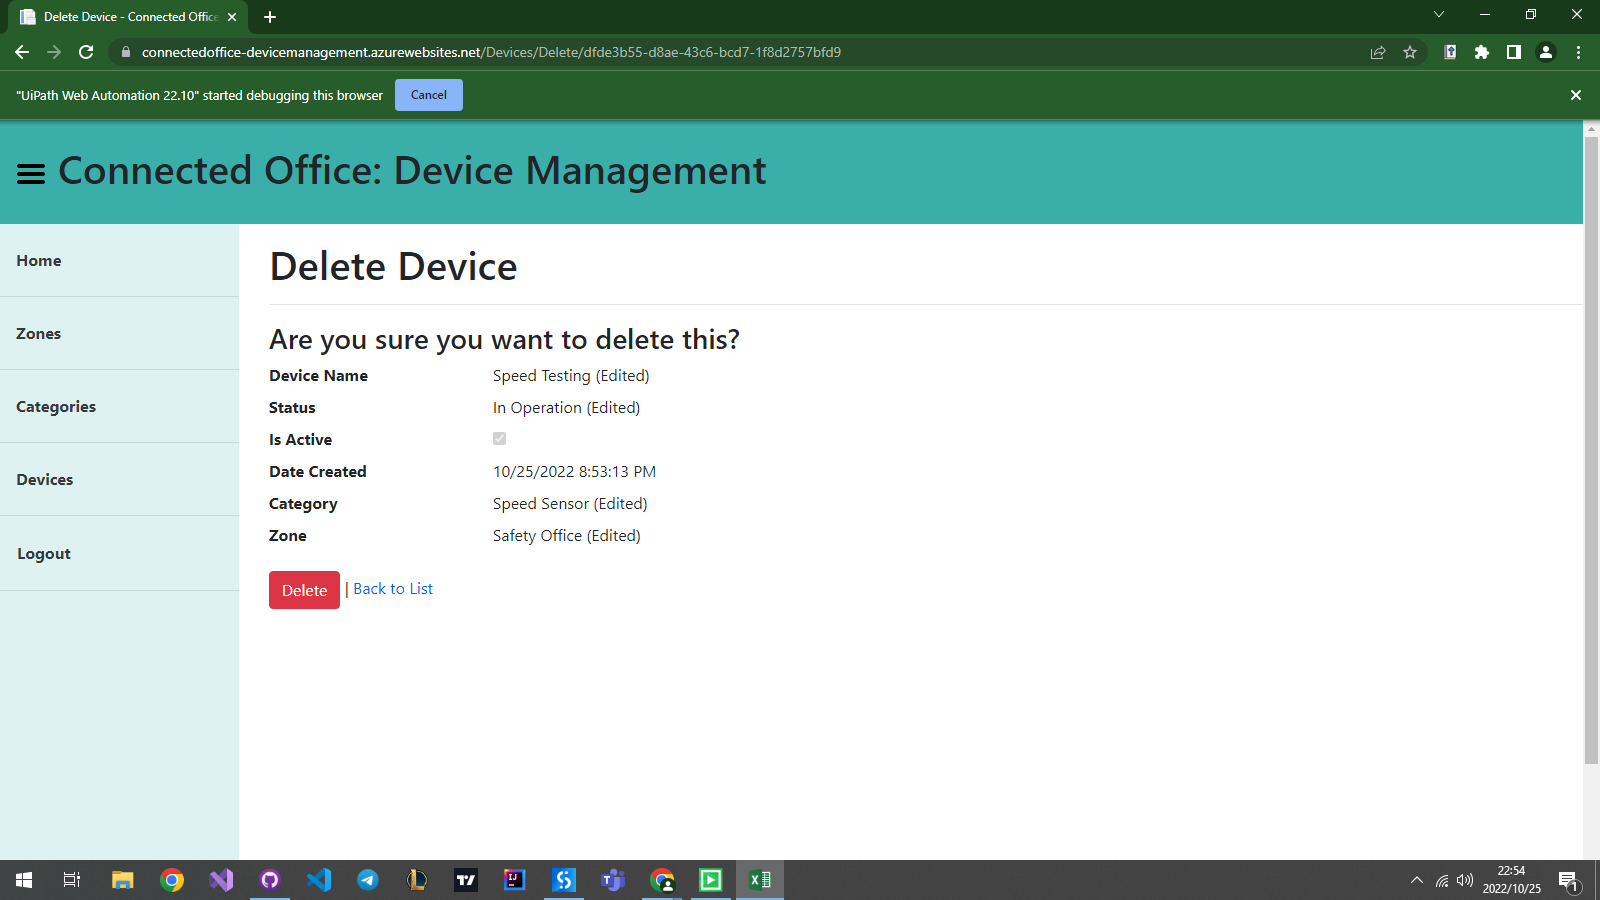 Delete Device - Connected Office
connectedoffice-devicemanagement.azurewebsites.net/Devices/Delete/dfde3b55-d8ae-43c6-bcd7-1f8d2757bfd9
"UiPath Web Automation 22.10" started debugging this browser
Cancel
Connected Office: Device Management
Home
Zones
Categories
Devices
Logout
Delete Device
Are you sure you want to delete this?
Device Name Speed Testing (Edited)
Status In Operation (Edited)
Is Active
Date Created 10/25/2022 8:53:13 PM
Category Speed Sensor (Edited)
Zone Safety Office (Edited)
Delete | Back to List
22:54
2022/10/25
1